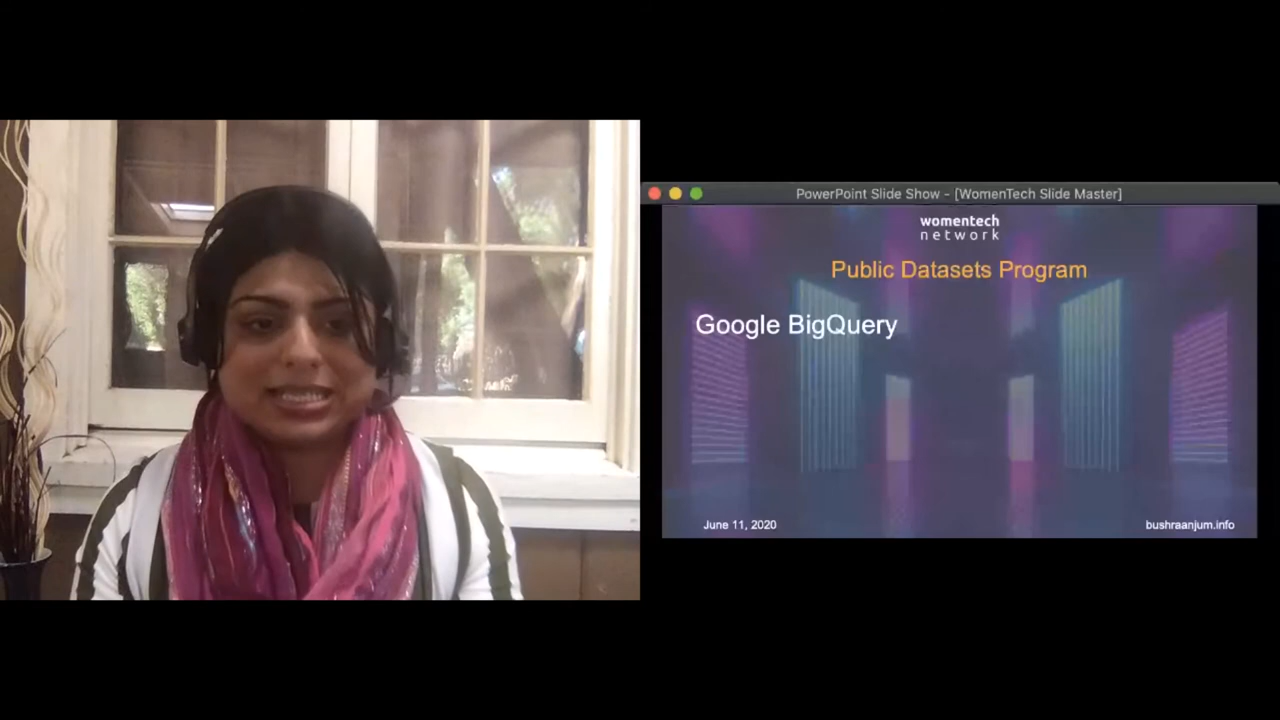 PowerPoint Slide Show - [WomenTech Slide Master]
womentech
network
Public Datasets Program
Google BigQuery
June 11, 2020
bushraanjum.info